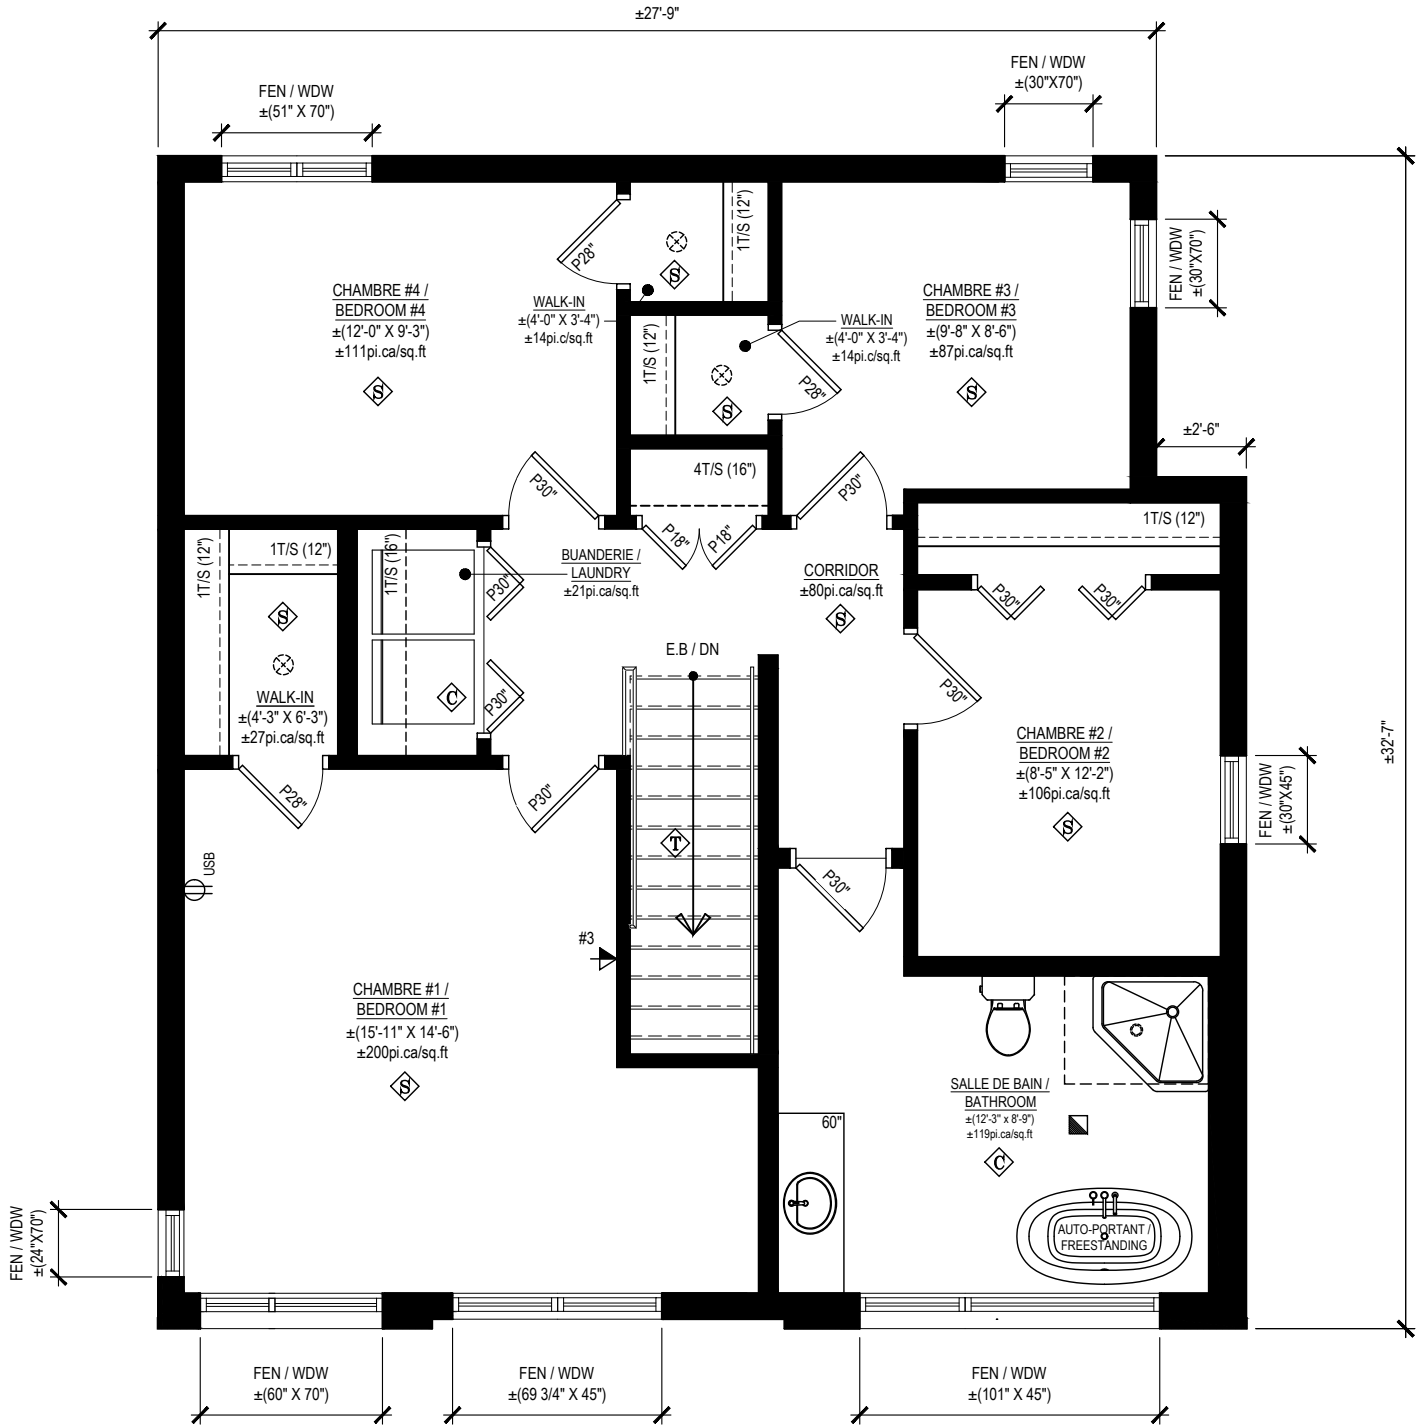 ±27'-9"
FEN / WDW
±(51" X 70")
FEN / WDW
±(30"X70")
1T/S (12")
P28"
S
FEN / WDW
±(30"X70")
CHAMBRE #4 /
BEDROOM #4
±(12'-0" X 9'-3")
±111pi.ca/sq.ft
S
WALK-IN
±(4'-0" X 3'-4")
±14pi.c/sq.ft
1T/S (12")
S
WALK-IN
±(4'-0" X 3'-4")
±14pi.c/sq.ft
P28"
CHAMBRE #3 /
BEDROOM #3
±(9'-8" X 8'-6")
±87pi.ca/sq.ft
S
±2'-6"
P30"
4T/S (16")
P30"
P18"
P18"
1T/S (12")
1T/S (12")
1T/S (12")
1T/S (16")
P30"
BUANDERIE /
LAUNDRY
±21pi.ca/sq.ft
CORRIDOR
±80pi.ca/sq.ft
S
P30"
P30"
S
WALK-IN
±(4'-3" X 6'-3")
±27pi.ca/sq.ft
C
P30"
E.B / DN
P30"
±32'-7"
CHAMBRE #2 /
BEDROOM #2
±(8'-5" X 12'-2")
±106pi.ca/sq.ft
S
FEN / WDW
±(30"X45")
P28"
P30"
T
P30"
USB
#3
CHAMBRE #1 /
BEDROOM #1
±(15'-11" X 14'-6")
±200pi.ca/sq.ft
S
SALLE DE BAIN /
BATHROOM
±(12'-3" x 8'-9")
±119pi.ca/sq.ft
C
60"
AUTO-PORTANT /
FREESTANDING
FEN / WDW
±(24"X70")
FEN / WDW
±(60" X 70")
FEN / WDW
±(69 3/4" X 45")
FEN / WDW
±(101" X 45")